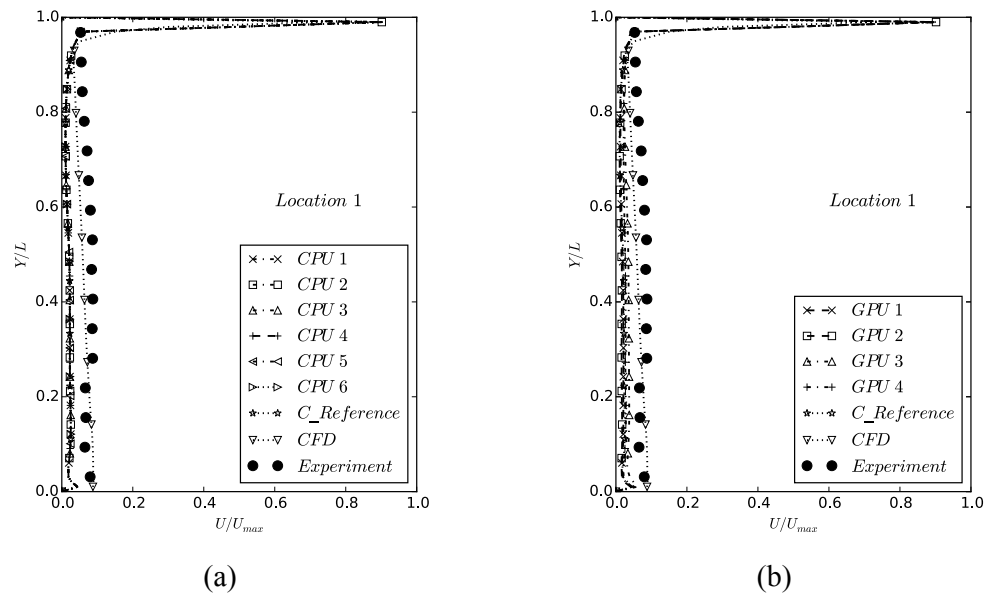 1.0
0.8
0.6
0.4
0.2
0.0
Y/L
0.0 0.2 0.4 0.6 0.8 1.0
U/U_max
Location 1
CPU 1
CPU 2
CPU 3
CPU 4
CPU 5
CPU 6
C_Reference
CFD
Experiment
(a)
1.0
0.8
0.6
0.4
0.2
0.0
Y/L
0.0 0.2 0.4 0.6 0.8 1.0
U/U_max
Location 1
GPU 1
GPU 2
GPU 3
GPU 4
C_Reference
CFD
Experiment
(b)